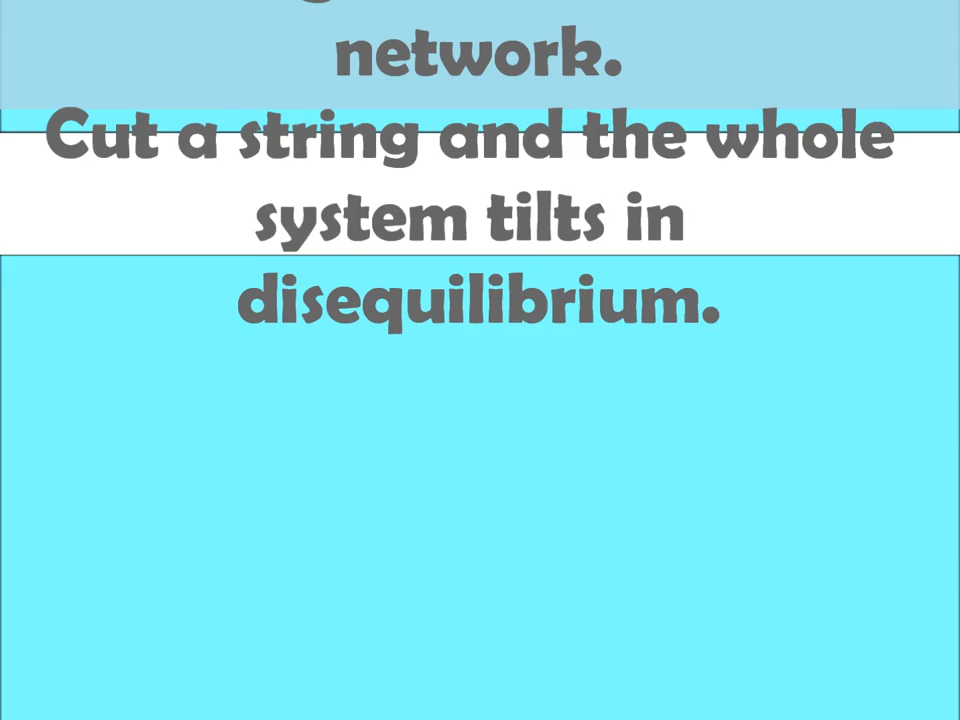 network.
Cut a string and the whole
system tilts in
disequilibrium.